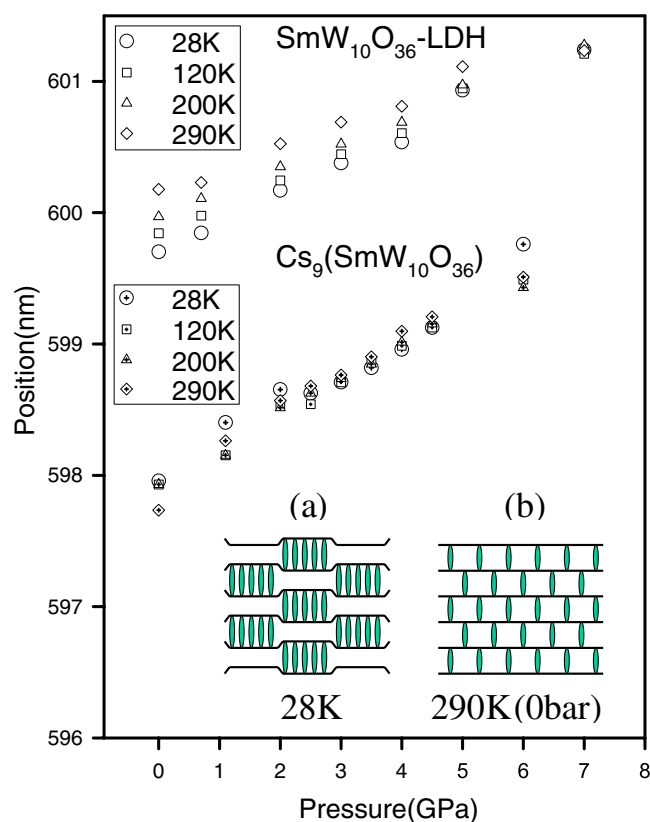 SmW₁₀O₃₆-LDH
28K
120K
200K
290K
Cs₉(SmW₁₀O₃₆)
28K
120K
200K
290K
(a) (b)
28K 290K(0bar)
Position(nm)
601
600
599
598
597
596
0 1 2 3 4 5 6 7 8
Pressure(GPa)